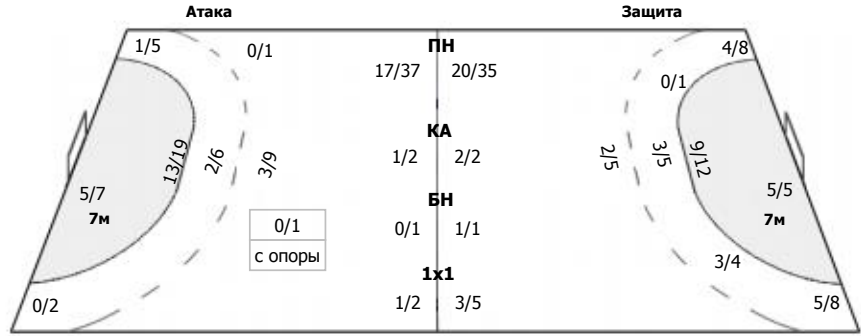 Атака
Защита
1/5
0/1
ПН
4/8
17/37
20/35
0/1
КА
13/19
2/6
3/9
1/2
2/2
2/5
3/5
9/12
5/7
7м
БН
5/5
7м
0/1
с опоры
0/1
1/1
3/4
1x1
0/2
1/2
3/5
5/8